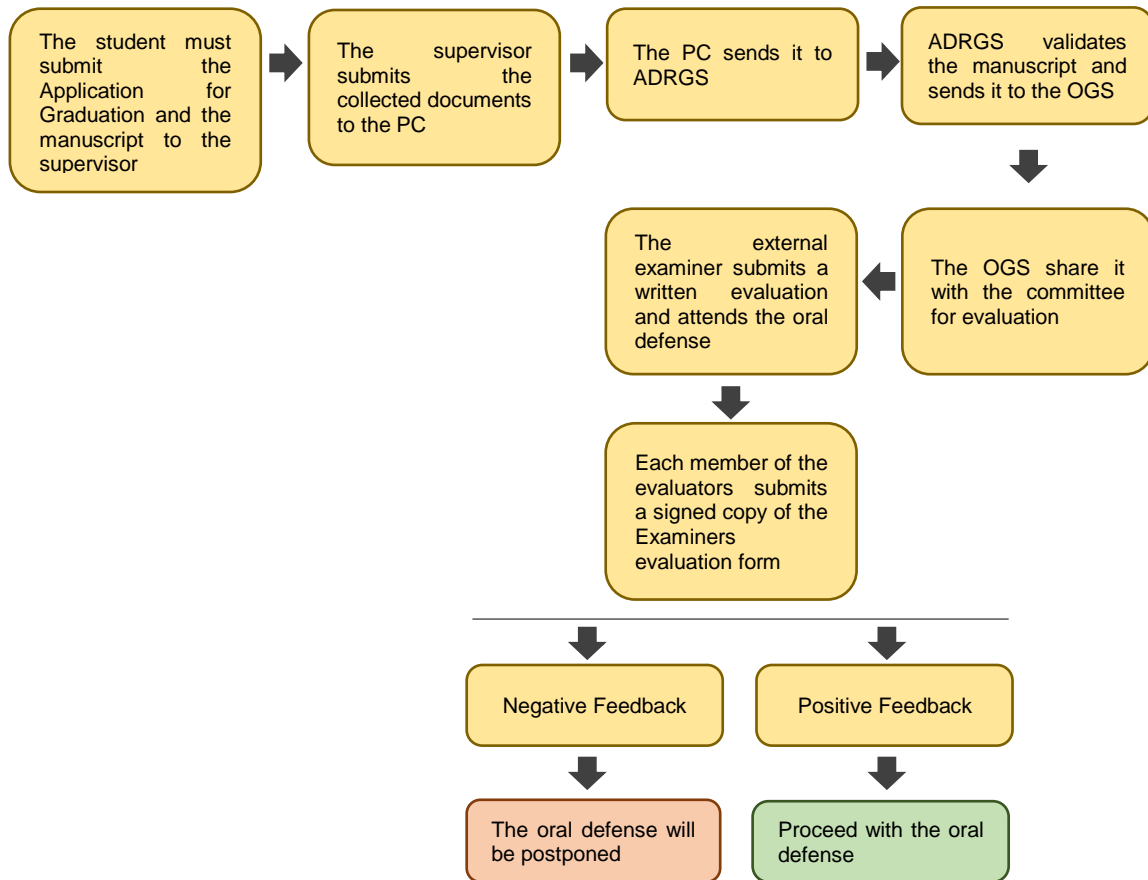 The student must
submit the
Application for
Graduation and the
manuscript to the
supervisor
The supervisor
submits the
collected documents
to the PC
The PC sends it to
ADRGS
ADRGS validates
the manuscript and
sends it to the OGS
The OGS share it
with the committee
for evaluation
The external
examiner submits a
written evaluation
and attends the oral
defense
Each member of the
evaluators submits
a signed copy of the
Examiners
evaluation form
Negative Feedback
Positive Feedback
The oral defense will
be postponed
Proceed with the oral
defense